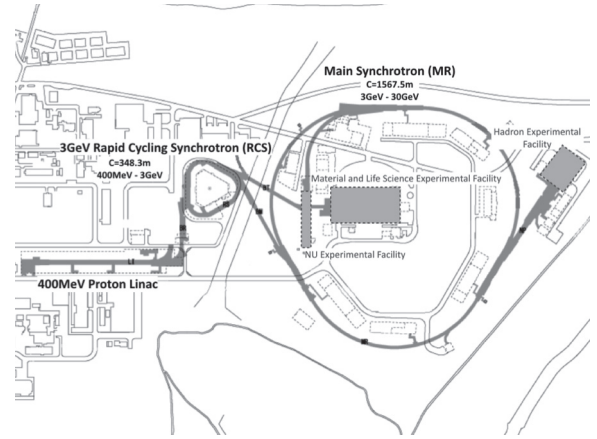 Main Synchrotron (MR)
C=1567.5m
3GeV - 30GeV
Hadron Experimental
Facility
3GeV Rapid Cycling Synchrotron (RCS)
C=348.3m
400MeV - 3GeV
Material and Life Science Experimental Facility
NU Experimental Facility
400MeV Proton Linac